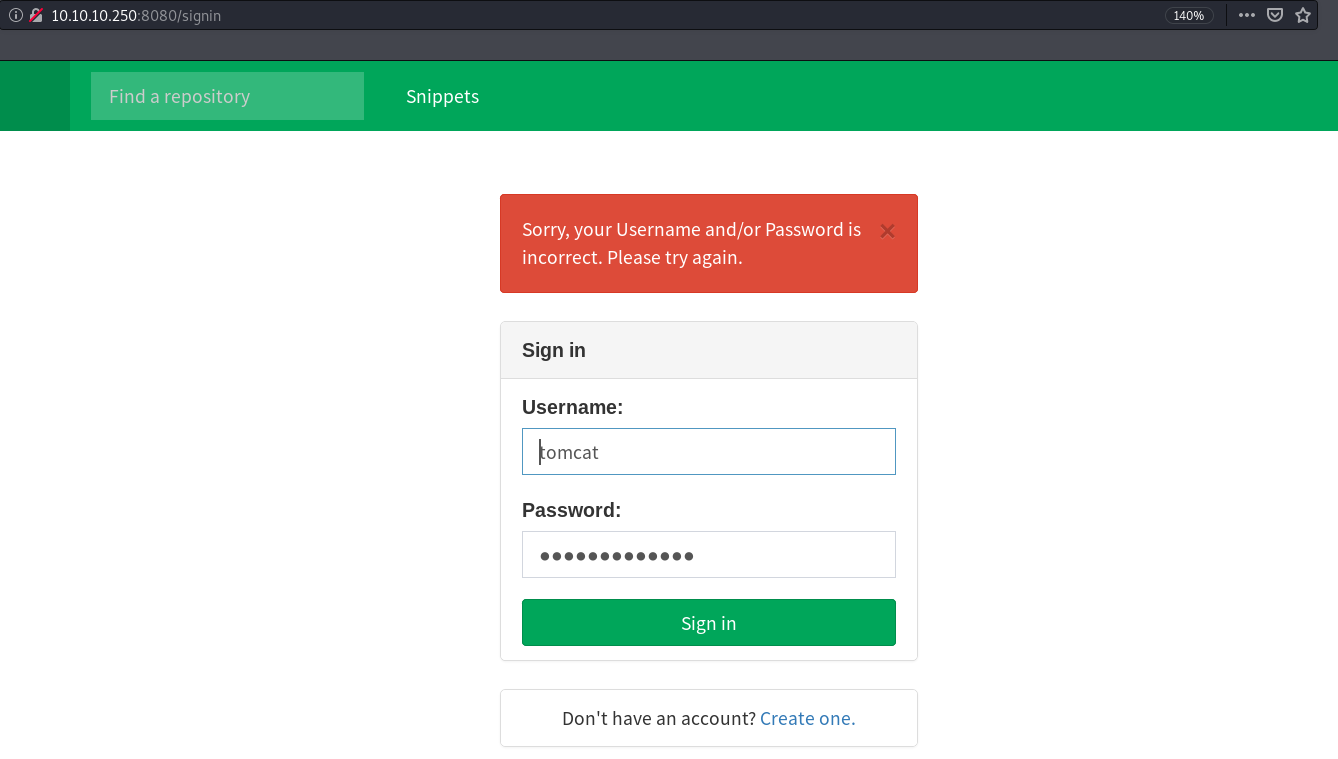 10.10.10.250:8080/signin
140%
Find a repository
Snippets
Sorry, your Username and/or Password is
incorrect. Please try again.
×
Sign in
Username:
tomcat
Password:
•••••••••••••
Sign in
Don't have an account? Create one.